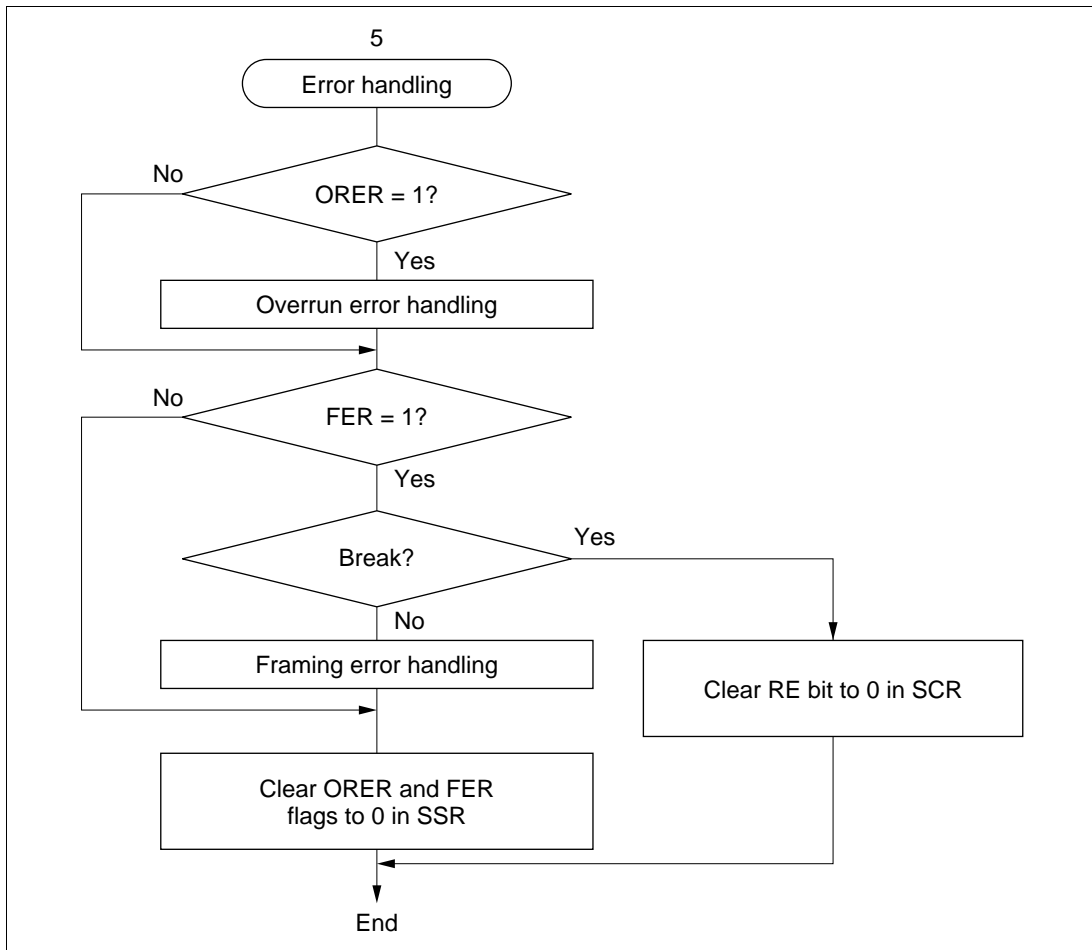 5
Error handling
No
ORER = 1?
Yes
Overrun error handling
No
FER = 1?
Yes
Yes
Break?
No
Framing error handling
Clear RE bit to 0 in SCR
Clear ORER and FER
flags to 0 in SSR
End